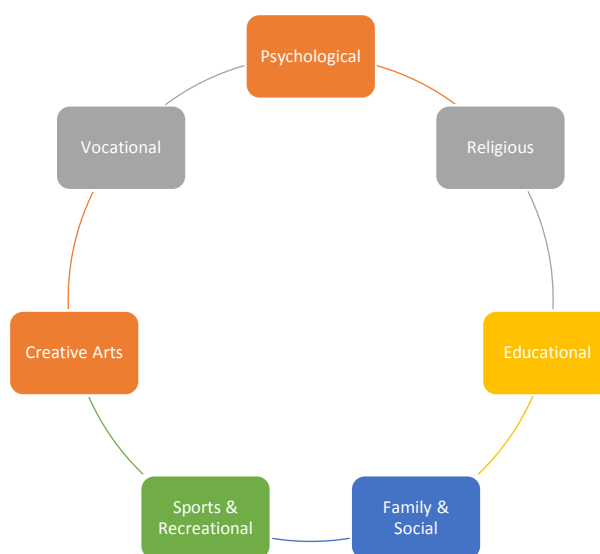 Psychological
Religious
Educational
Family &
Social
Sports &
Recreational
Creative Arts
Vocational